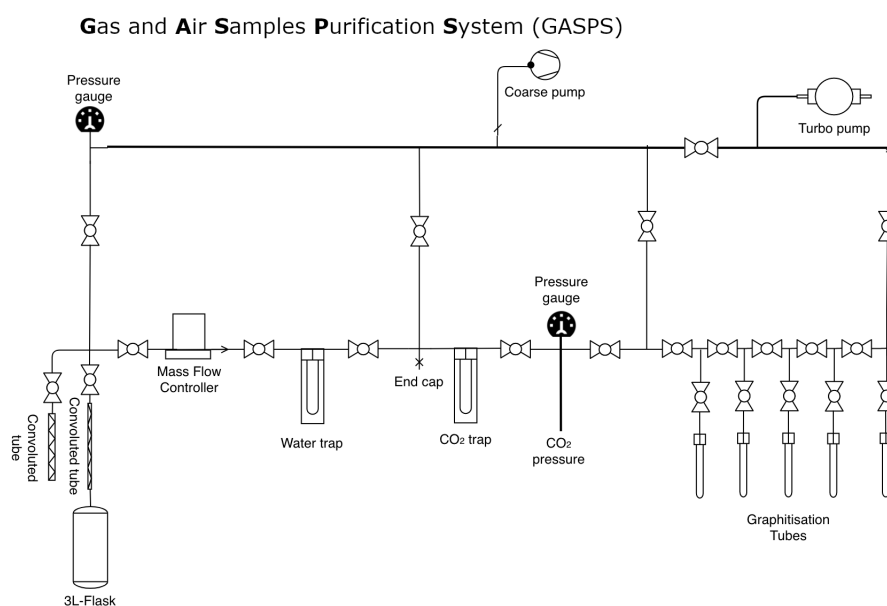 Gas and Air Samples Purification System (GASPS)
Pressure
gauge
Coarse pump
Turbo pump
Pressure
gauge
Mass Flow
Controller
End cap
Water trap
CO₂ trap
CO₂
pressure
Convoluted
tube
Convoluted tube
Graphitisation
Tubes
3L-Flask